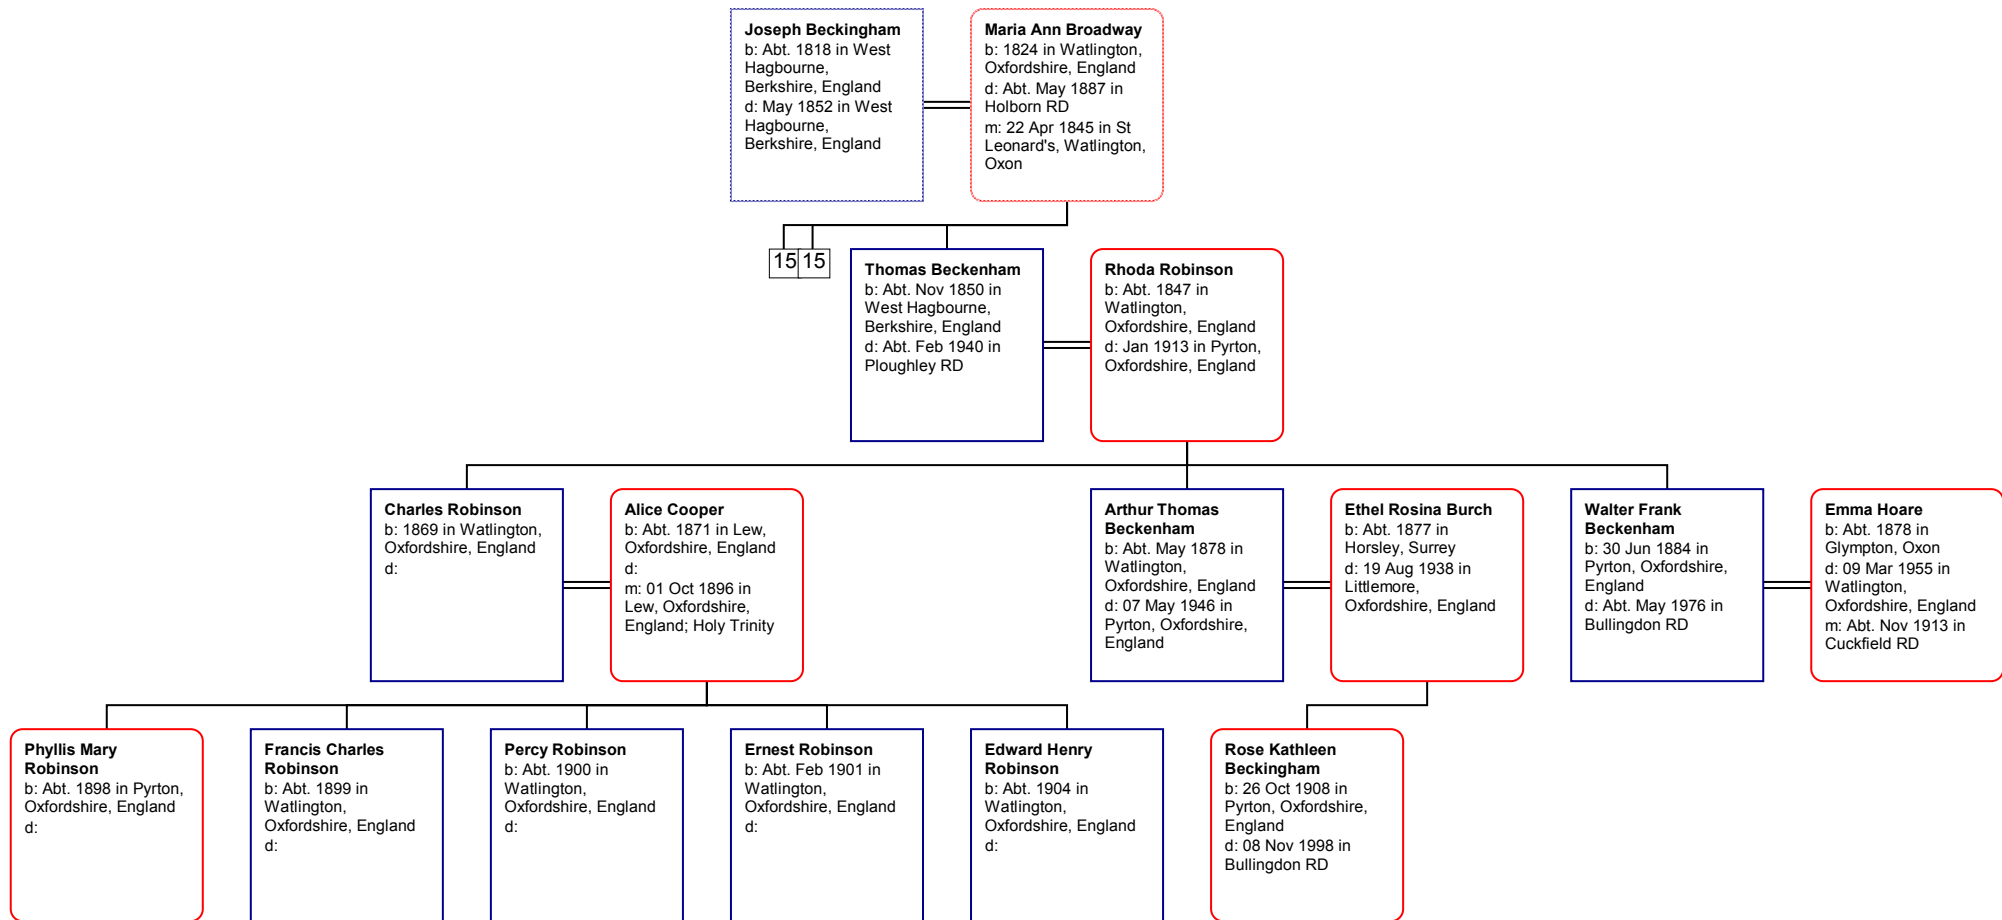 Joseph Beckingham
b: Abt. 1818 in West
Hagbourne,
Berkshire, England
d: May 1852 in West
Hagbourne,
Berkshire, England
Maria Ann Broadway
b: 1824 in Watlington,
Oxfordshire, England
d: Abt. May 1887 in
Holborn RD
m: 22 Apr 1845 in St
Leonard's, Watlington,
Oxon
15
15
Thomas Beckenham
b: Abt. Nov 1850 in
West Hagbourne,
Berkshire, England
d: Abt. Feb 1940 in
Ploughley RD
Rhoda Robinson
b: Abt. 1847 in
Watlington,
Oxfordshire, England
d: Jan 1913 in Pyrton,
Oxfordshire, England
Charles Robinson
b: 1869 in Watlington,
Oxfordshire, England
d:
Alice Cooper
b: Abt. 1871 in Lew,
Oxfordshire, England
d:
m: 01 Oct 1896 in
Lew, Oxfordshire,
England; Holy Trinity
Arthur Thomas
Beckenham
b: Abt. May 1878 in
Watlington,
Oxfordshire, England
d: 07 May 1946 in
Pyrton, Oxfordshire,
England
Ethel Rosina Burch
b: Abt. 1877 in
Horsley, Surrey
d: 19 Aug 1938 in
Littlemore,
Oxfordshire, England
Walter Frank
Beckenham
b: 30 Jun 1884 in
Pyrton, Oxfordshire,
England
d: Abt. May 1976 in
Bullingdon RD
Emma Hoare
b: Abt. 1878 in
Glympton, Oxon
d: 09 Mar 1955 in
Watlington,
Oxfordshire, England
m: Abt. Nov 1913 in
Cuckfield RD
Phyllis Mary
Robinson
b: Abt. 1898 in Pyrton,
Oxfordshire, England
d:
Francis Charles
Robinson
b: Abt. 1899 in
Watlington,
Oxfordshire, England
d:
Percy Robinson
b: Abt. 1900 in
Watlington,
Oxfordshire, England
d:
Ernest Robinson
b: Abt. Feb 1901 in
Watlington,
Oxfordshire, England
d:
Edward Henry
Robinson
b: Abt. 1904 in
Watlington,
Oxfordshire, England
d:
Rose Kathleen
Beckingham
b: 26 Oct 1908 in
Pyrton, Oxfordshire,
England
d: 08 Nov 1998 in
Bullingdon RD